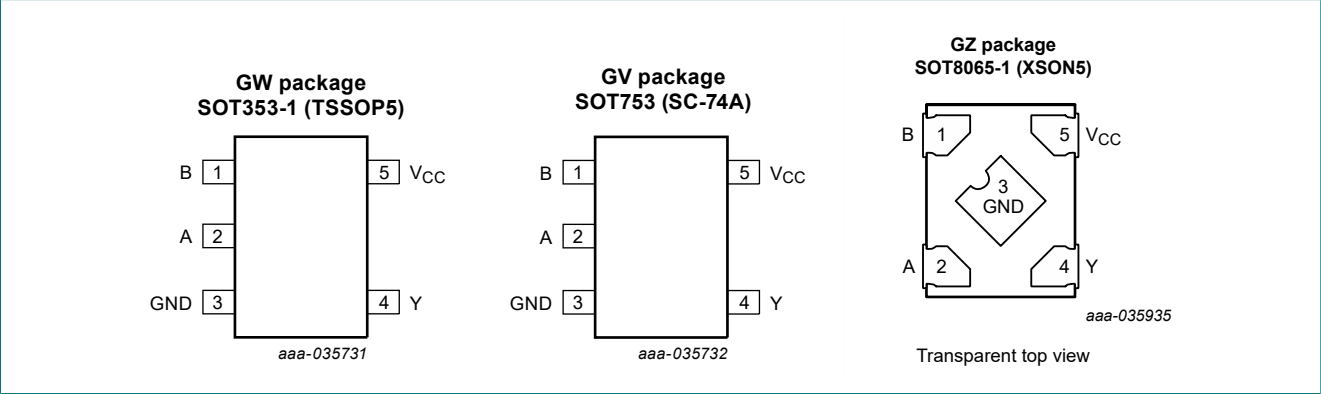 GW package
SOT353-1 (TSSOP5)
B 1
5 VCC
A 2
GND 3
4 Y
aaa-035731
GV package
SOT753 (SC-74A)
B 1
5 VCC
A 2
GND 3
4 Y
aaa-035732
GZ package
SOT8065-1 (XSON5)
B 1
5 VCC
3
GND
A 2
4 Y
aaa-035935
Transparent top view